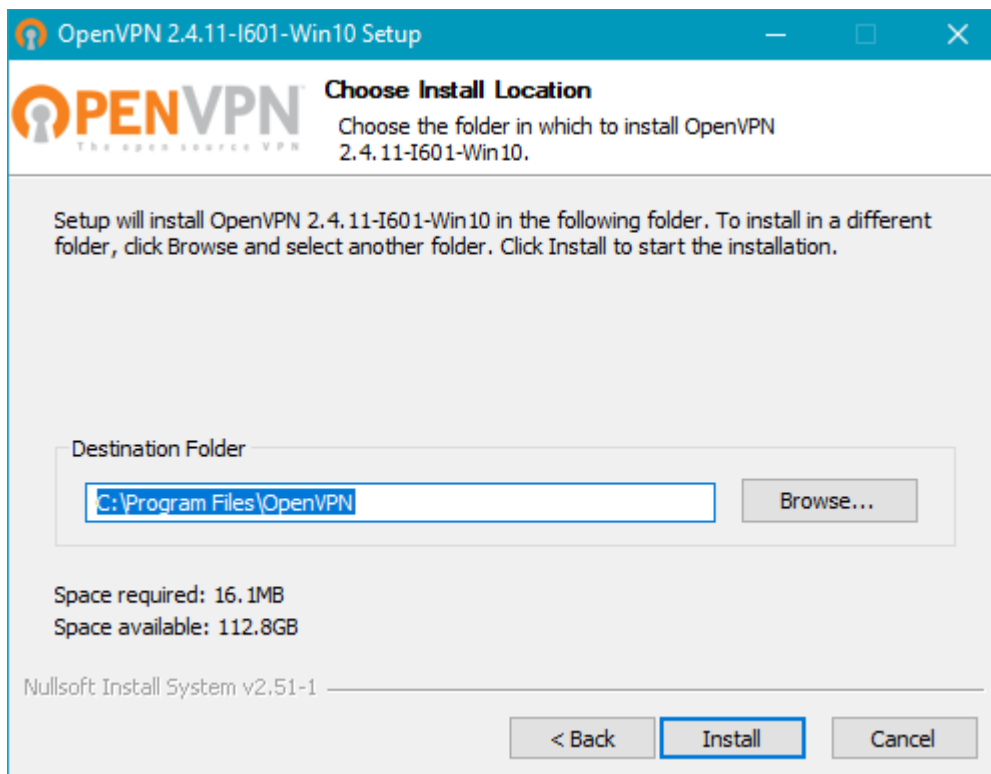 OpenVPN 2.4.11-I601-Win10 Setup
OPENVPN
The open source VPN
Choose Install Location
Choose the folder in which to install OpenVPN
2.4.11-I601-Win10.
Setup will install OpenVPN 2.4.11-I601-Win10 in the following folder. To install in a different
folder, click Browse and select another folder. Click Install to start the installation.
Destination Folder
C:\Program Files\OpenVPN
Browse...
Space required: 16.1MB
Space available: 112.8GB
Nullsoft Install System v2.51-1
< Back
Install
Cancel